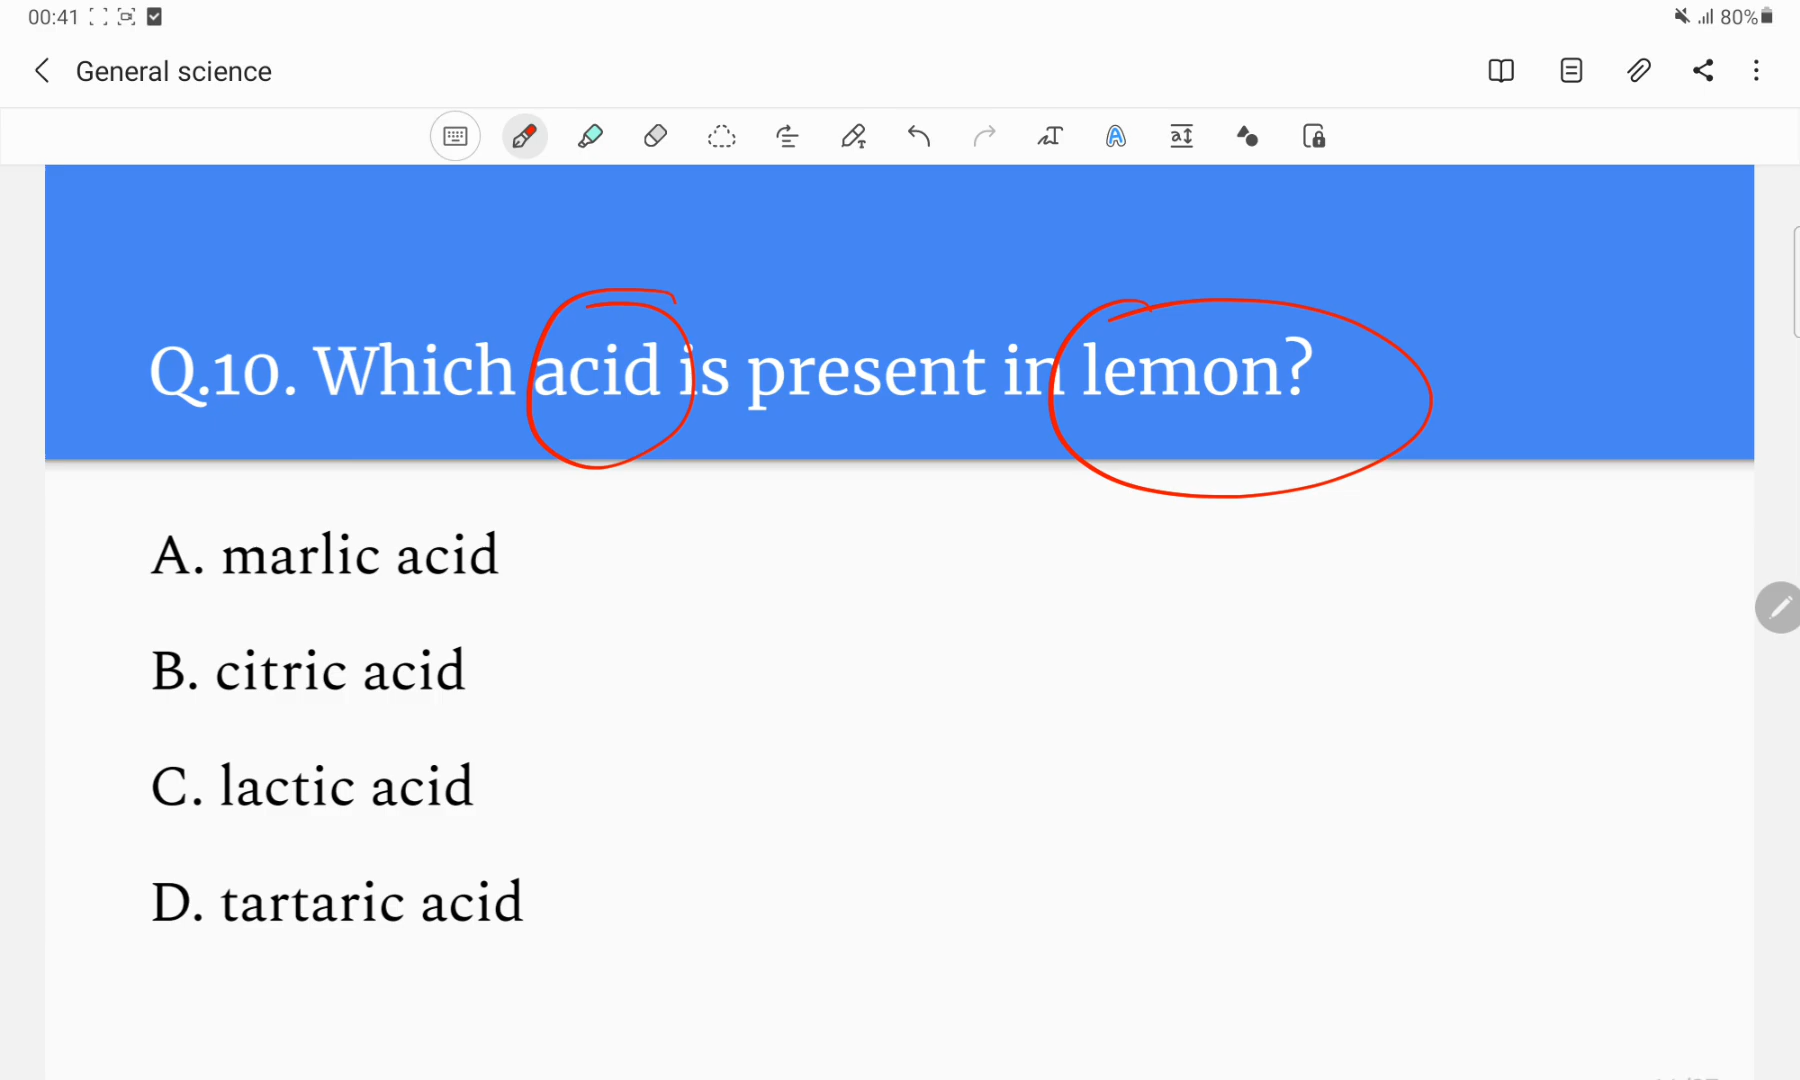 00:41
80%
General science
Q.10. Which acid is present in lemon?
A. marlic acid
B. citric acid
C. lactic acid
D. tartaric acid